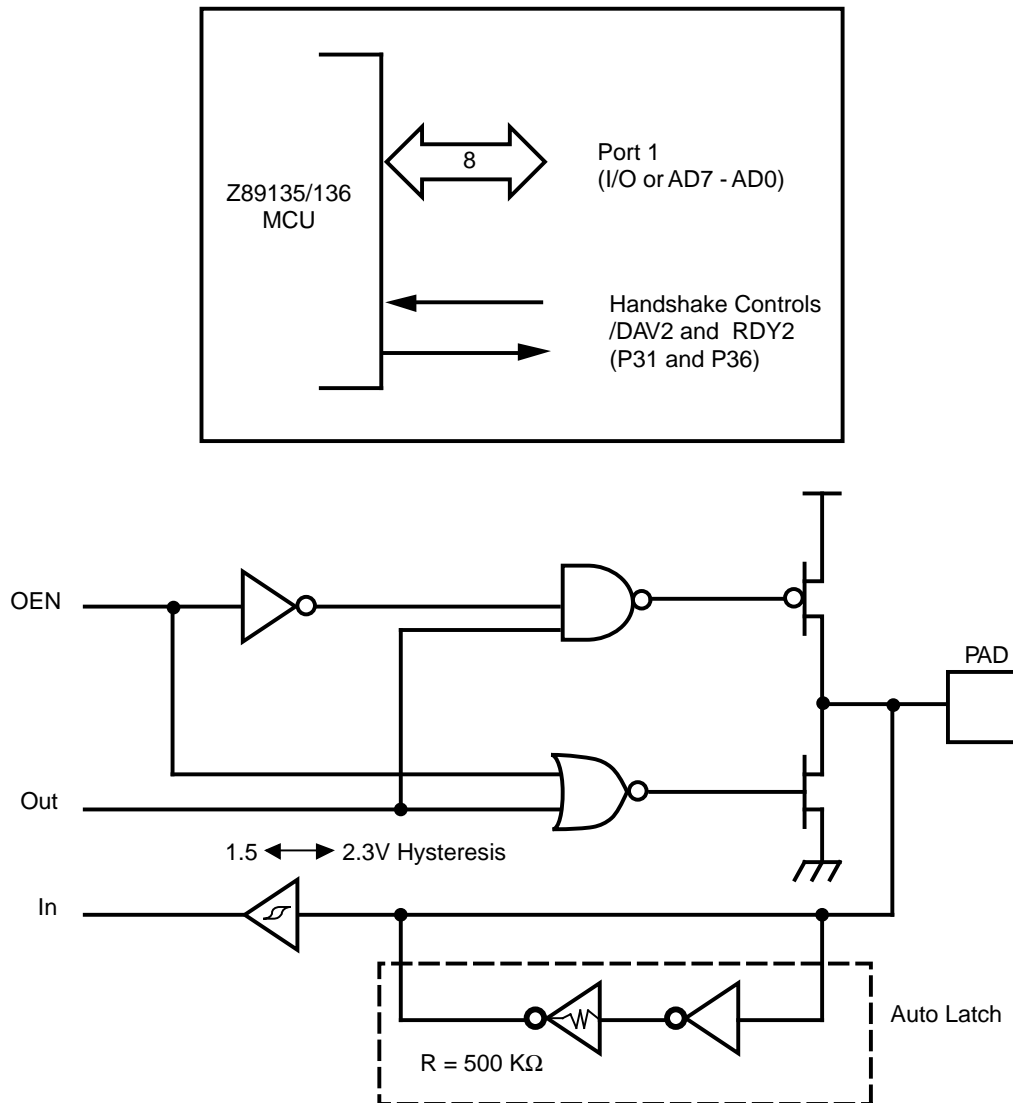 Z89135/136
MCU
8
Port 1
(I/O or AD7 - AD0)
Handshake Controls
/DAV2 and RDY2
(P31 and P36)
OEN
PAD
Out
1.5 2.3V Hysteresis
In
Auto Latch
R = 500 KΩ